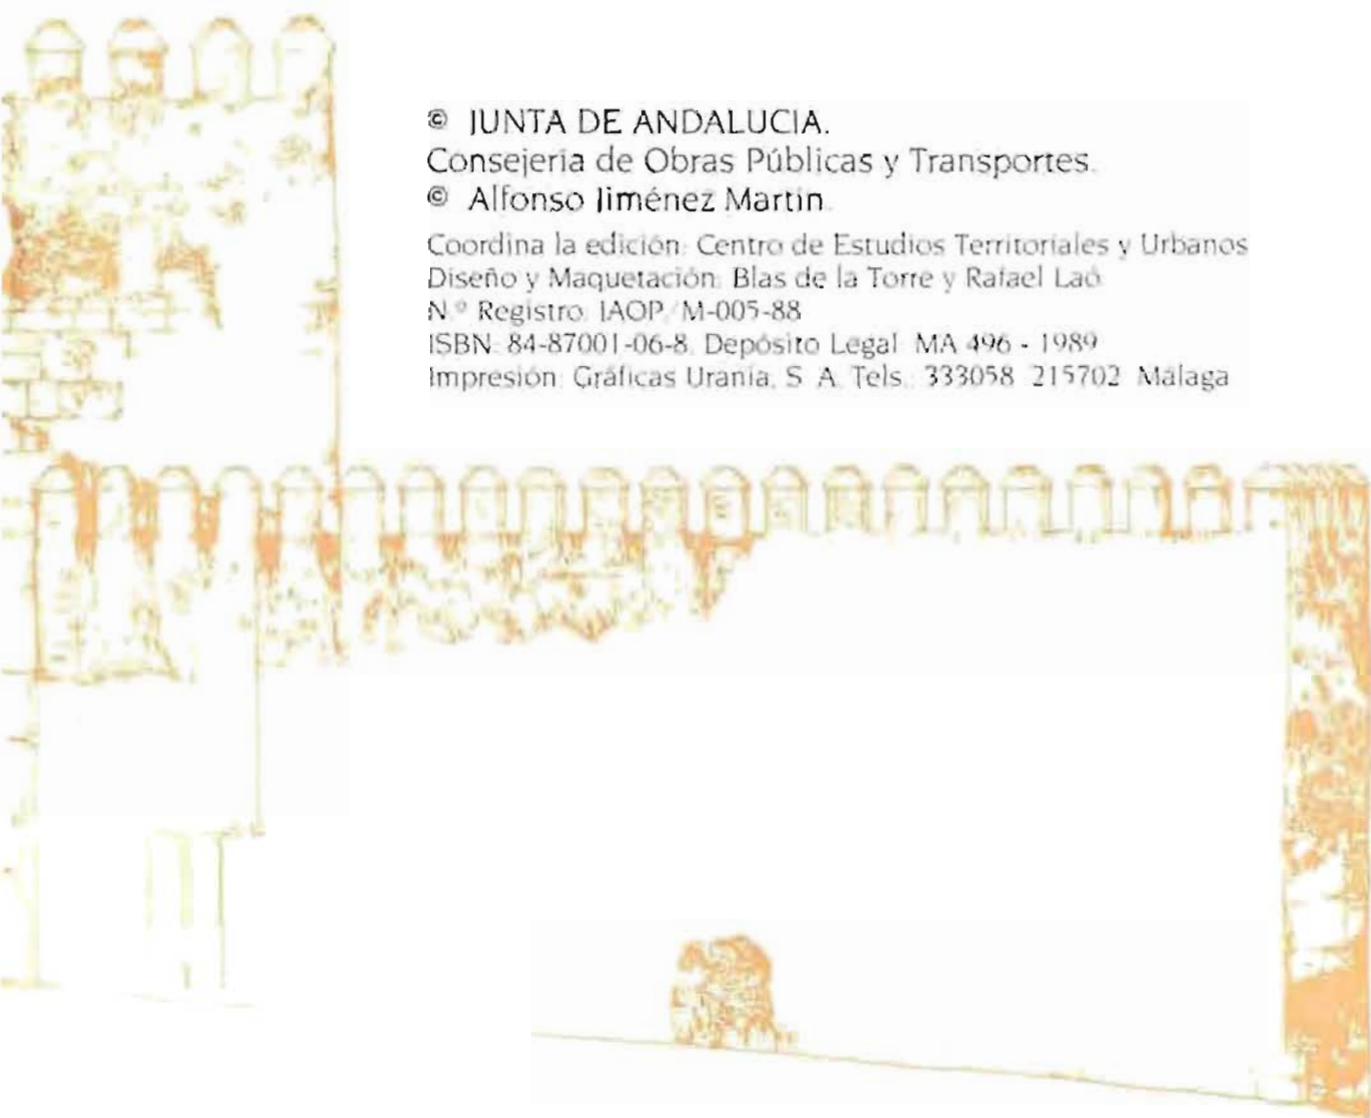 © JUNTA DE ANDALUCIA.
Consejería de Obras Públicas y Transportes.
© Alfonso Jiménez Martín.
Coordina la edición: Centro de Estudios Territoriales y Urbanos
Diseño y Maquetación: Blas de la Torre y Rafael Laó
N.º Registro: JAOP/M-005-88
ISBN: 84-87001-06-8. Depósito Legal: MA 496 - 1989
Impresión: Gráficas Urania, S. A. Tels.: 333058 215702 Málaga